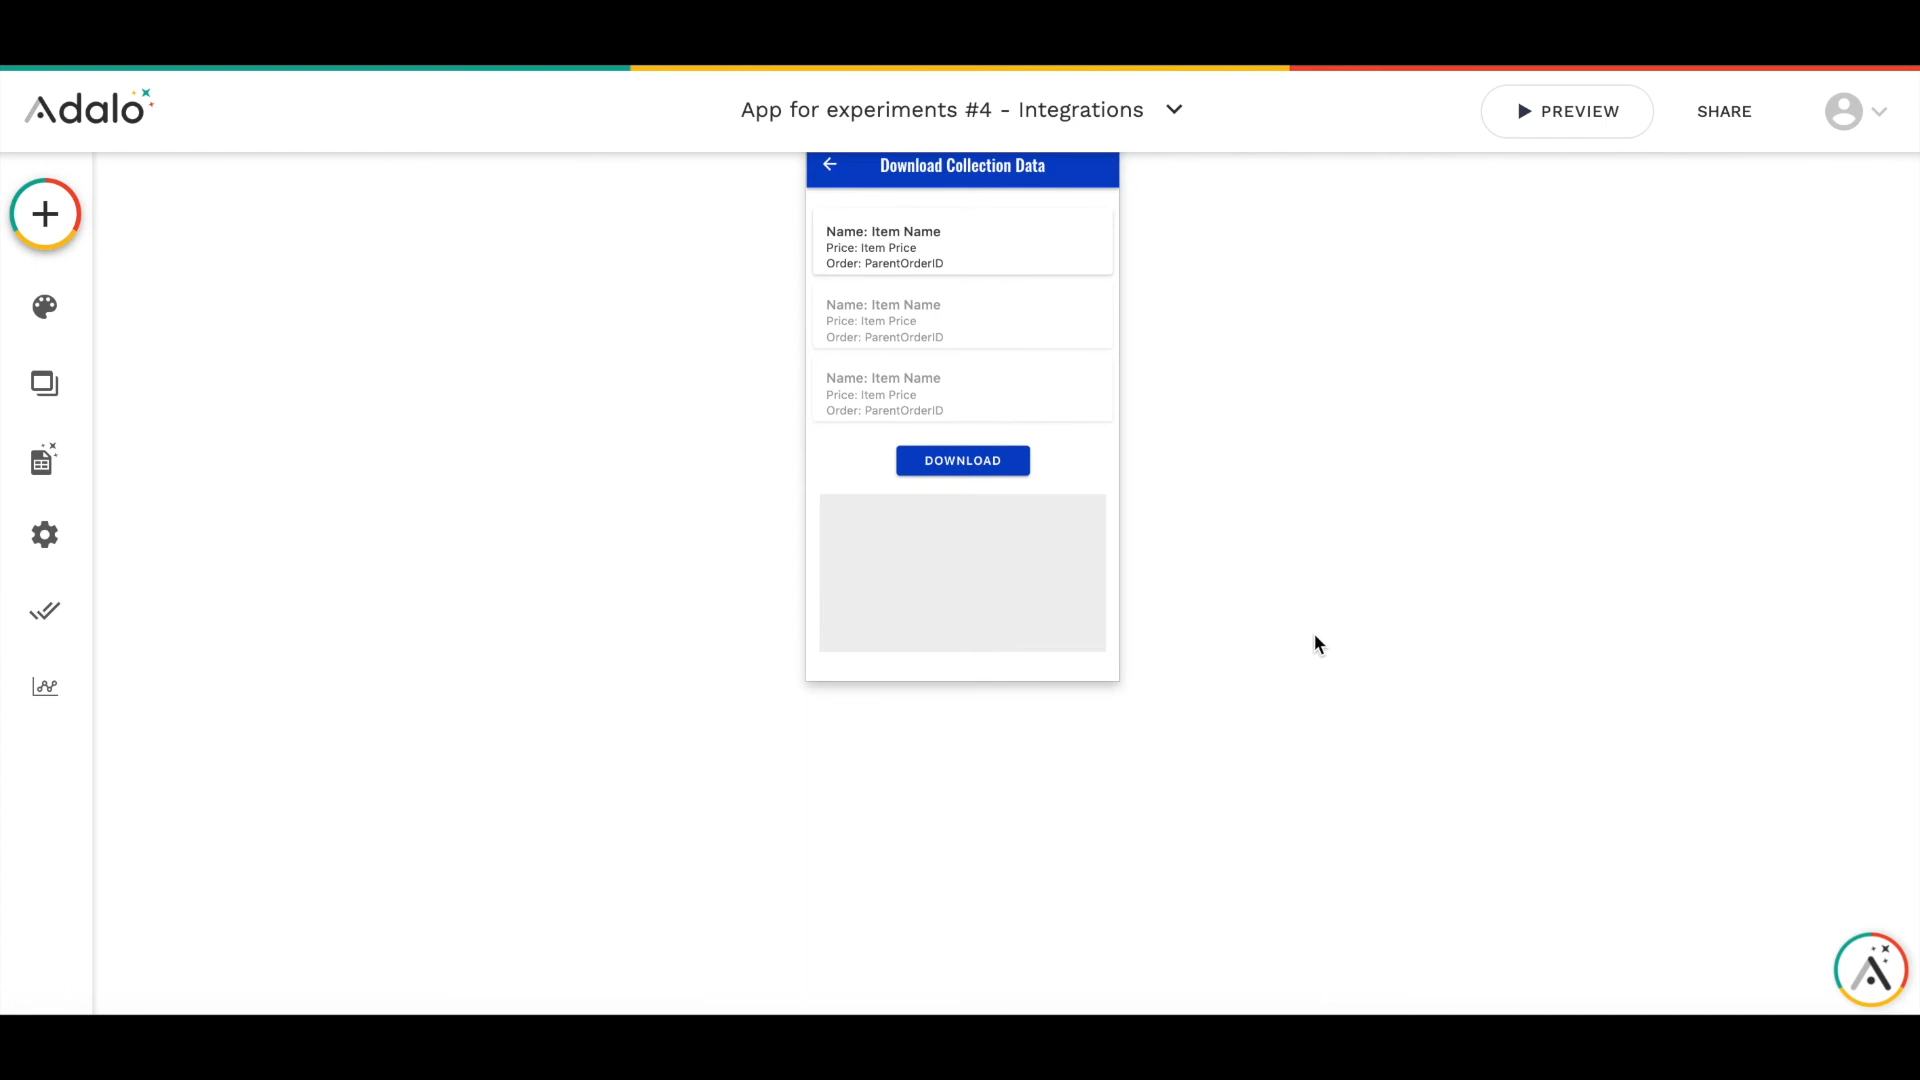 Adalo
App for experiments #4 - Integrations
PREVIEW
SHARE
Download Collection Data
Name: Item Name
Price: Item Price
Order: ParentOrderID
Name: Item Name
Price: Item Price
Order: ParentOrderID
Name: Item Name
Price: Item Price
Order: ParentOrderID
DOWNLOAD